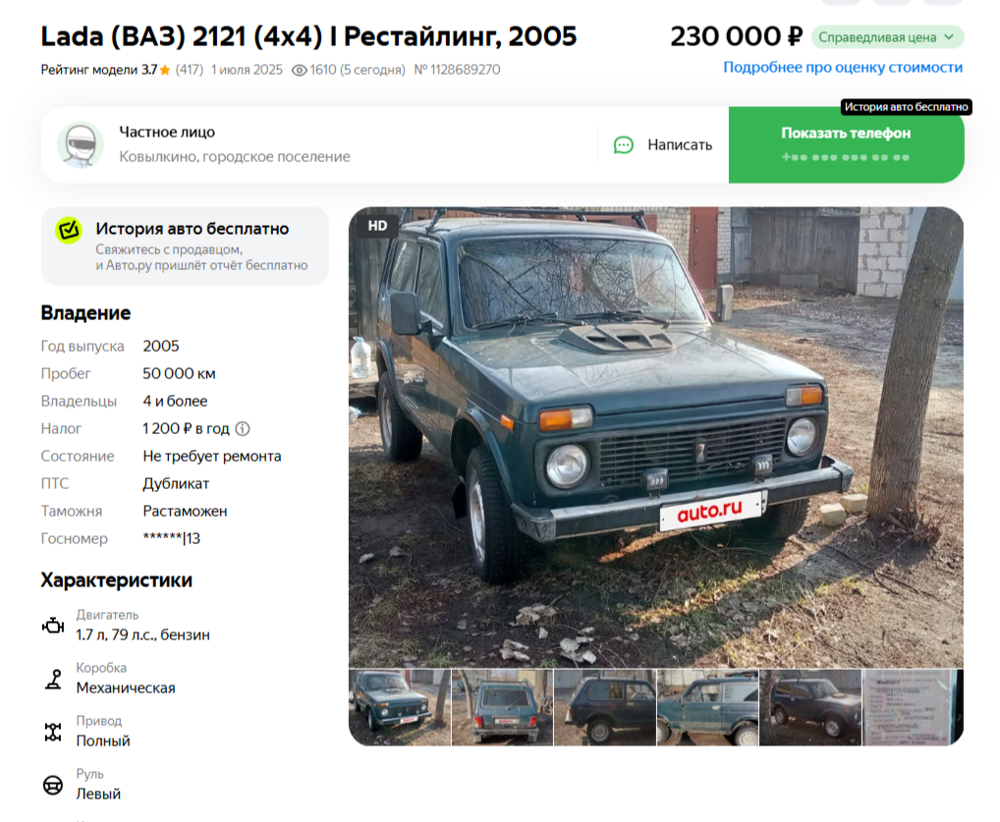 Lada (ВАЗ) 2121 (4x4) I Рестайлинг, 2005
230 000 ₽ Справедливая цена
Рейтинг модели 3.7 (417) 1 июля 2025 1610 (5 сегодня) № 1128689270
Подробнее про оценку стоимости
История авто бесплатно
Частное лицо
Ковылкино, городское поселение
Написать
Показать телефон
+•• ••• ••• •• ••
История авто бесплатно
Свяжитесь с продавцом,
и Авто.ру пришлёт отчёт бесплатно
HD
auto.ru
Владение
Год выпуска 2005
Пробег 50 000 км
Владельцы 4 и более
Налог 1 200 ₽ в год
Состояние Не требует ремонта
ПТС Дубликат
Таможня Растаможен
Госномер ******|13
Характеристики
Двигатель
1.7 л, 79 л.с., бензин
Коробка
Механическая
Привод
Полный
Руль
Левый